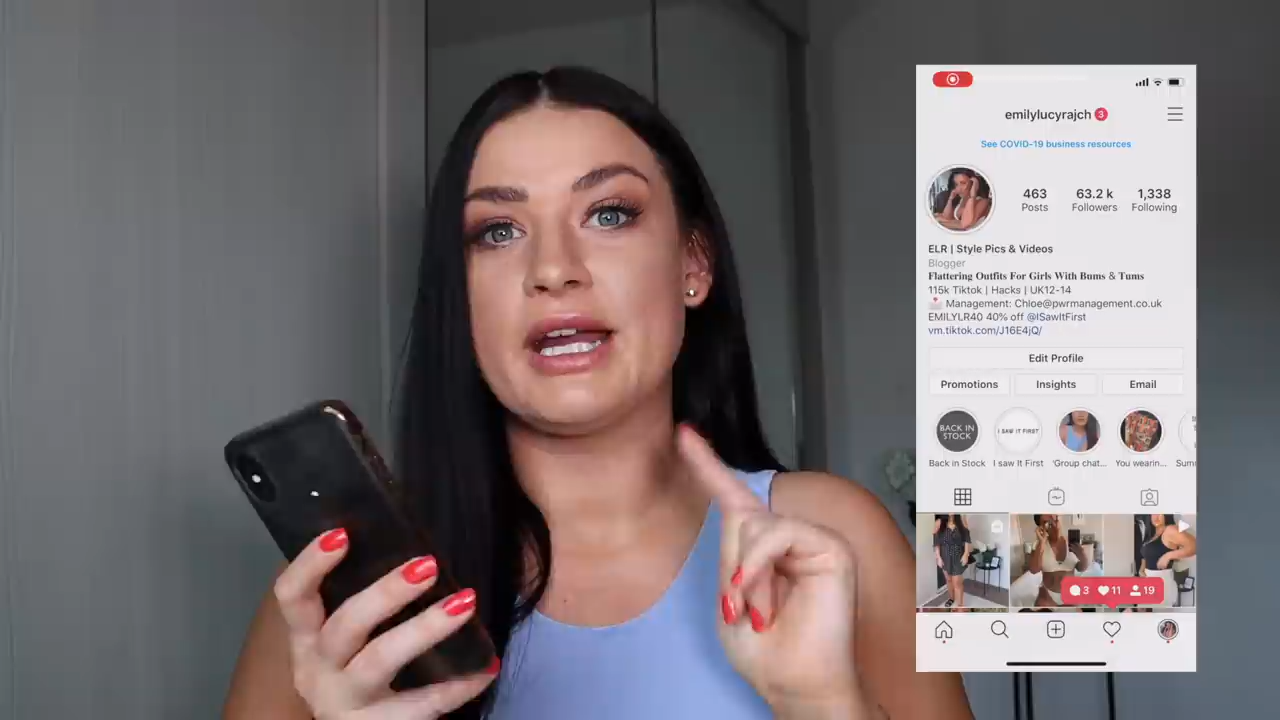 emilylucyrajch 3
See COVID-19 business resources
463 63.2 k 1,338
Posts Followers Following
ELR | Style Pics & Videos
Blogger
Flattering Outfits For Girls With Bums & Tums
115k Tiktok | Hacks | UK12-14
Management: Chloe@pwrmanagement.co.uk
EMILYLR40 40% off @ISawItFirst
vm.tiktok.com/J16E4jQ/
Edit Profile
Promotions Insights Email
BACK IN
STOCK
I SAW IT FIRST
Back in Stock I saw It First 'Group chat... You wearin...
3 11 19